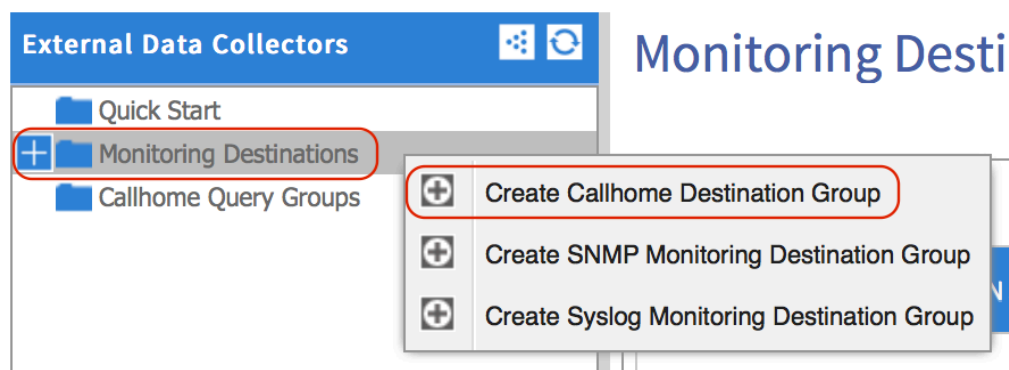 External Data Collectors
Monitoring Desti
Quick Start
Monitoring Destinations
Callhome Query Groups
Create Callhome Destination Group
Create SNMP Monitoring Destination Group
Create Syslog Monitoring Destination Group
N